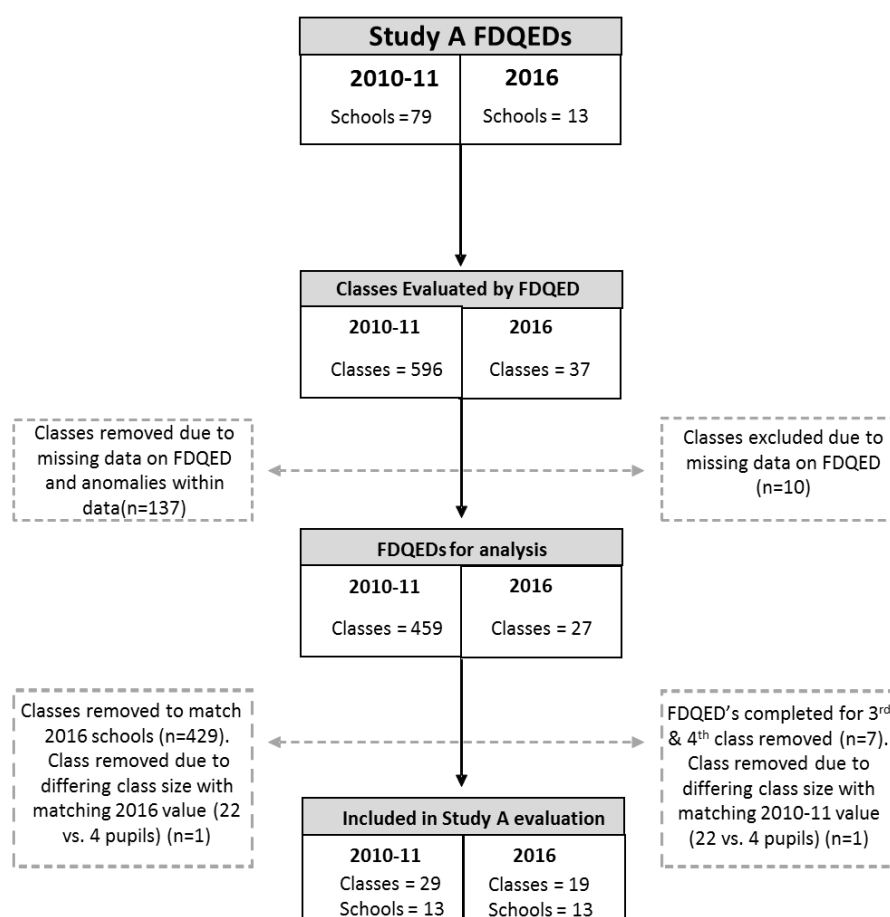 Study A FDQEDs
2010-11
2016
Schools =79
Schools = 13
Classes Evaluated by FDQED
2010-11
2016
Classes = 596
Classes = 37
Classes removed due to
missing data on FDQED
and anomalies within
data(n=137)
Classes excluded due to
missing data on FDQED
(n=10)
FDQEDs for analysis
2010-11
2016
Classes = 459
Classes = 27
Classes removed to match
2016 schools (n=429).
Class removed due to
differing class size with
matching 2016 value (22
vs. 4 pupils) (n=1)
FDQED’s completed for 3rd
& 4th class removed (n=7).
Class removed due to
differing class size with
matching 2010-11 value
(22 vs. 4 pupils) (n=1)
Included in Study A evaluation
2010-11
2016
Classes = 29
Classes = 19
Schools = 13
Schools = 13